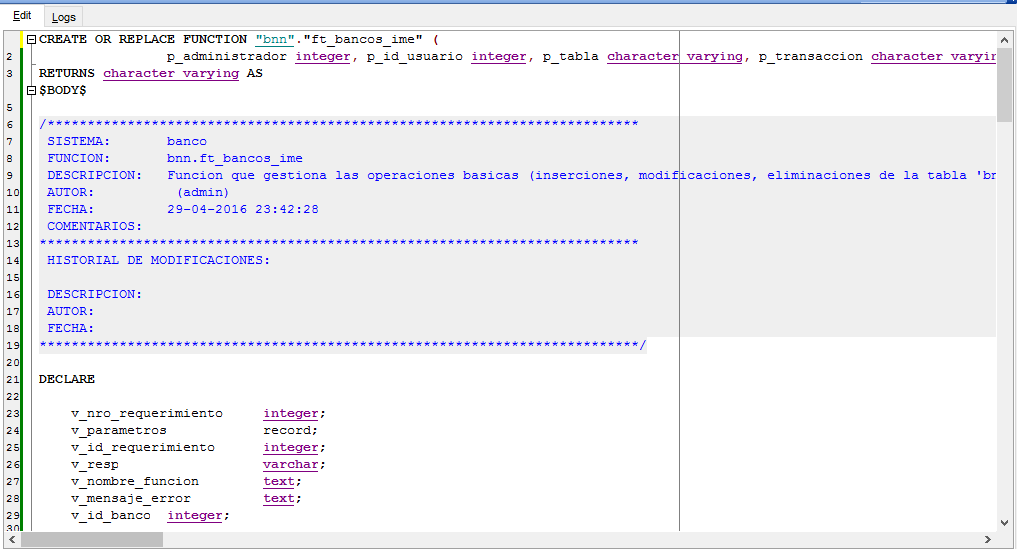 Edit Logs
CREATE OR REPLACE FUNCTION "bnn"."ft_bancos_ime" (
2 p_administrador integer, p_id_usuario integer, p_tabla character varying, p_transaccion character varyin
3 RETURNS character varying AS
$BODY$
5
6 /**************************************************************************
7 SISTEMA: banco
8 FUNCION: bnn.ft_bancos_ime
9 DESCRIPCION: Funcion que gestiona las operaciones basicas (inserciones, modificaciones, eliminaciones de la tabla 'bn
10 AUTOR: (admin)
11 FECHA: 29-04-2016 23:42:28
12 COMENTARIOS:
13 ***************************************************************************
14 HISTORIAL DE MODIFICACIONES:
15
16 DESCRIPCION:
17 AUTOR:
18 FECHA:
19 ***************************************************************************/
20
21 DECLARE
22
23 v_nro_requerimiento integer;
24 v_parametros record;
25 v_id_requerimiento integer;
26 v_resp varchar;
27 v_nombre_funcion text;
28 v_mensaje_error text;
29 v_id_banco integer;
30